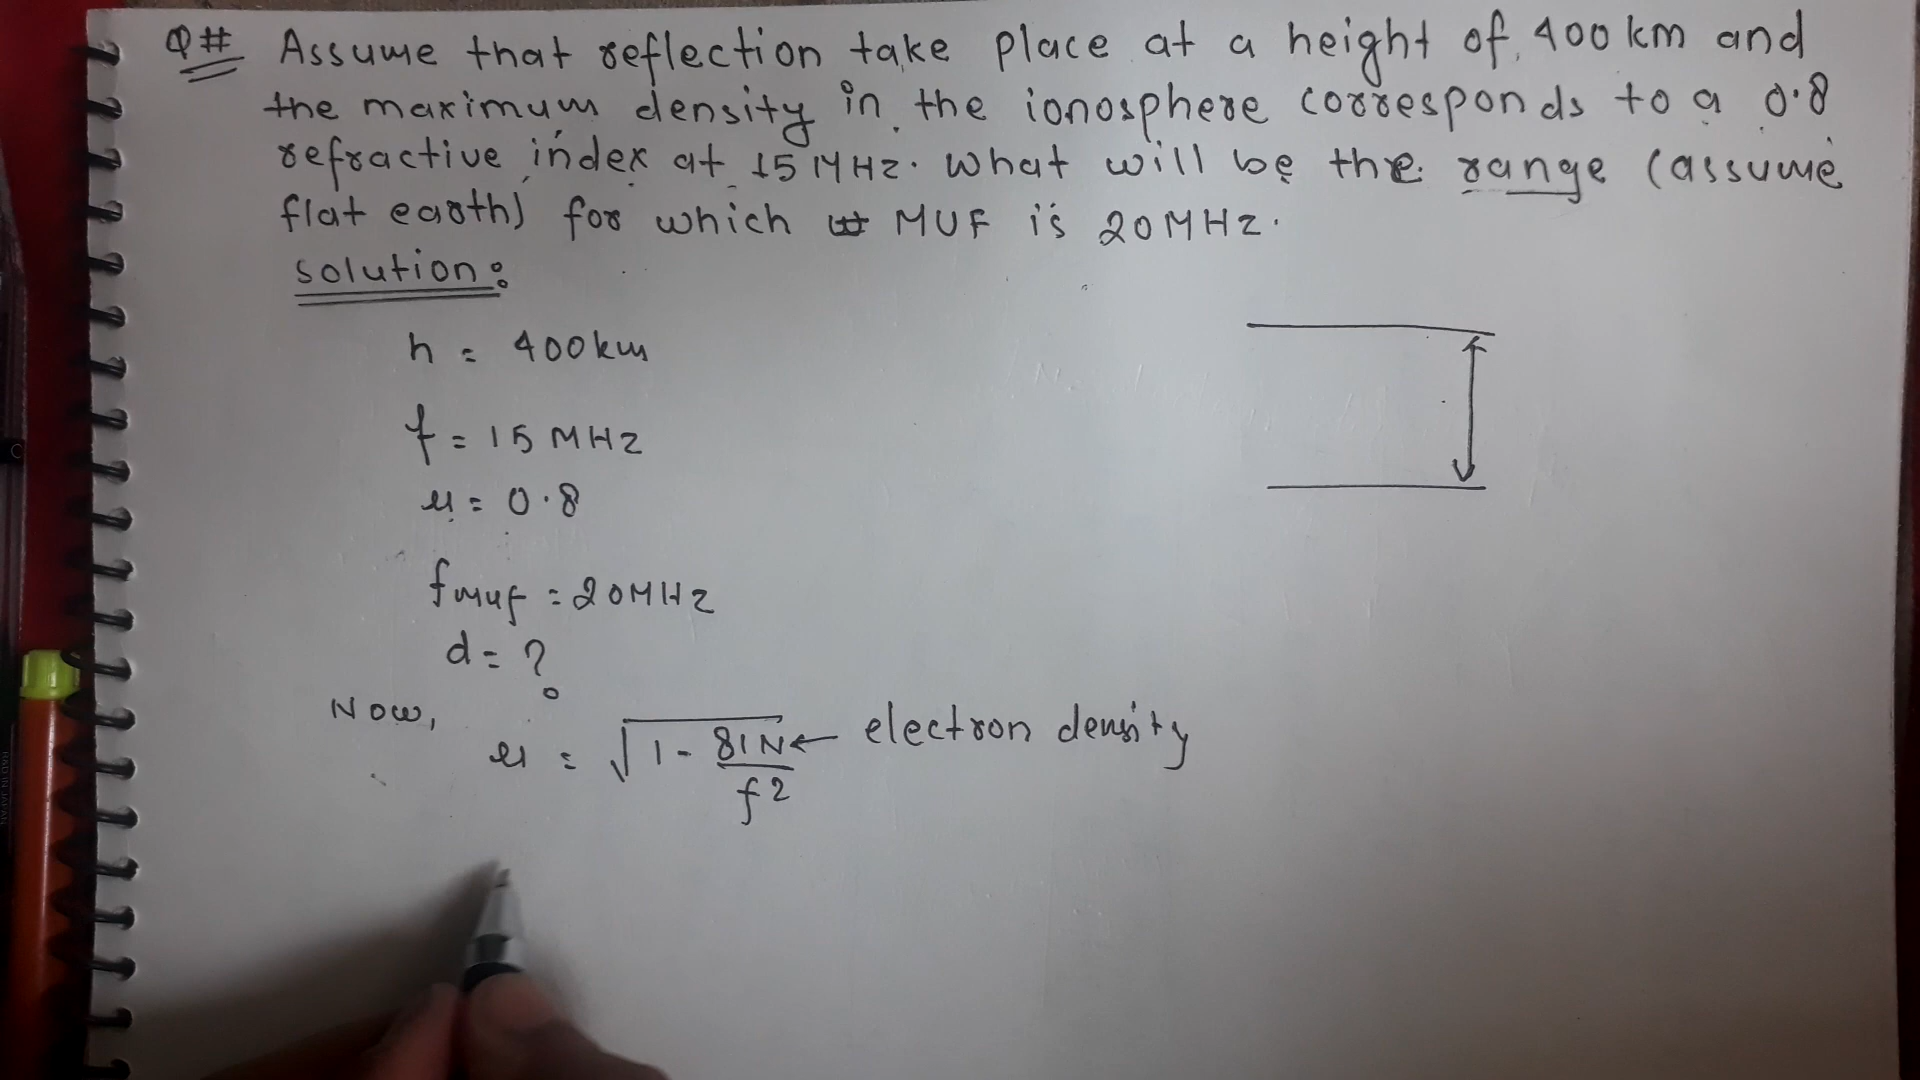 Q# Assume that reflection take place at a height of 400 km and
the maximum density in the ionosphere corresponds to a 0.8
refractive index at 15 MHz. What will be the range (assume
flat earth) for which MUF is 20 MHz.
Solution:
h = 400 km
f = 15 MHz
μ = 0.8
fmuf = 20 MHz
d = ?
Now,
μ = √1 - 81N/f² ← electron density